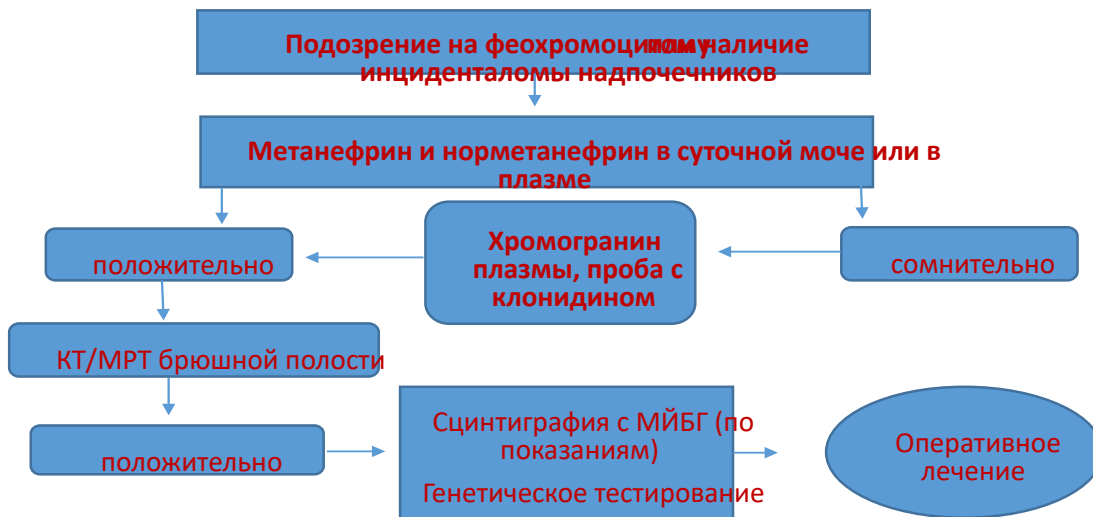 Подозрение на феохромоцитому или наличие
инциденталомы надпочечников
Метанефрин и норметанефрин в суточной моче или в
плазме
положительно
Хромогранин
плазмы, проба с
клонидином
сомнительно
КТ/МРТ брюшной полости
положительно
Сцинтиграфия с МЙБГ (по
показаниям)
Генетическое тестирование
Оперативное
лечение